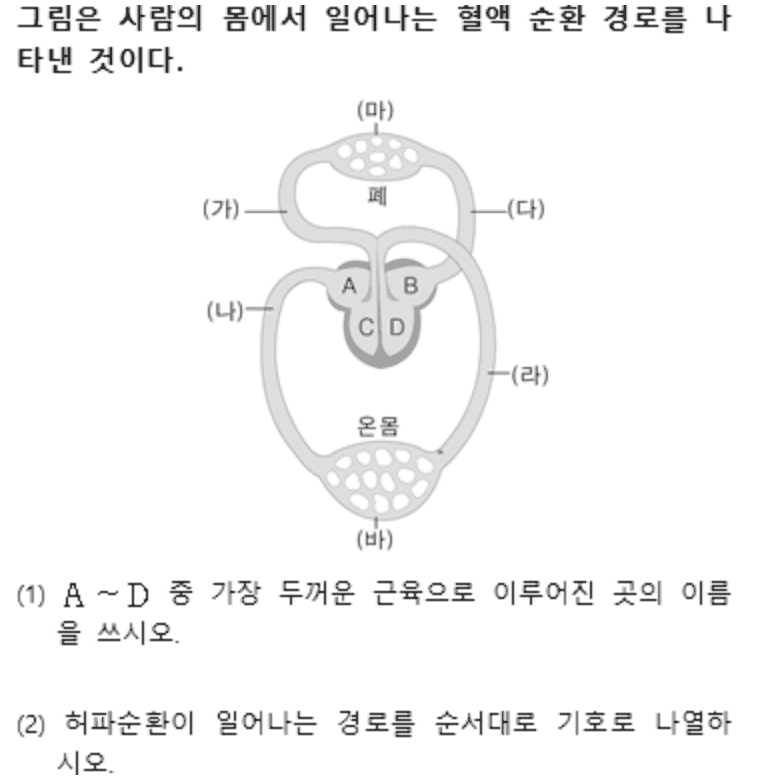 그림은 사람의 몸에서 일어나는 혈액 순환 경로를 나
타낸 것이다.
(마)
폐
(가)
(다)
A
B
(나)
C
D
(라)
온몸
(바)
(1) A ~ D 중 가장 두꺼운 근육으로 이루어진 곳의 이름
을 쓰시오.
(2) 허파순환이 일어나는 경로를 순서대로 기호로 나열하
시오.